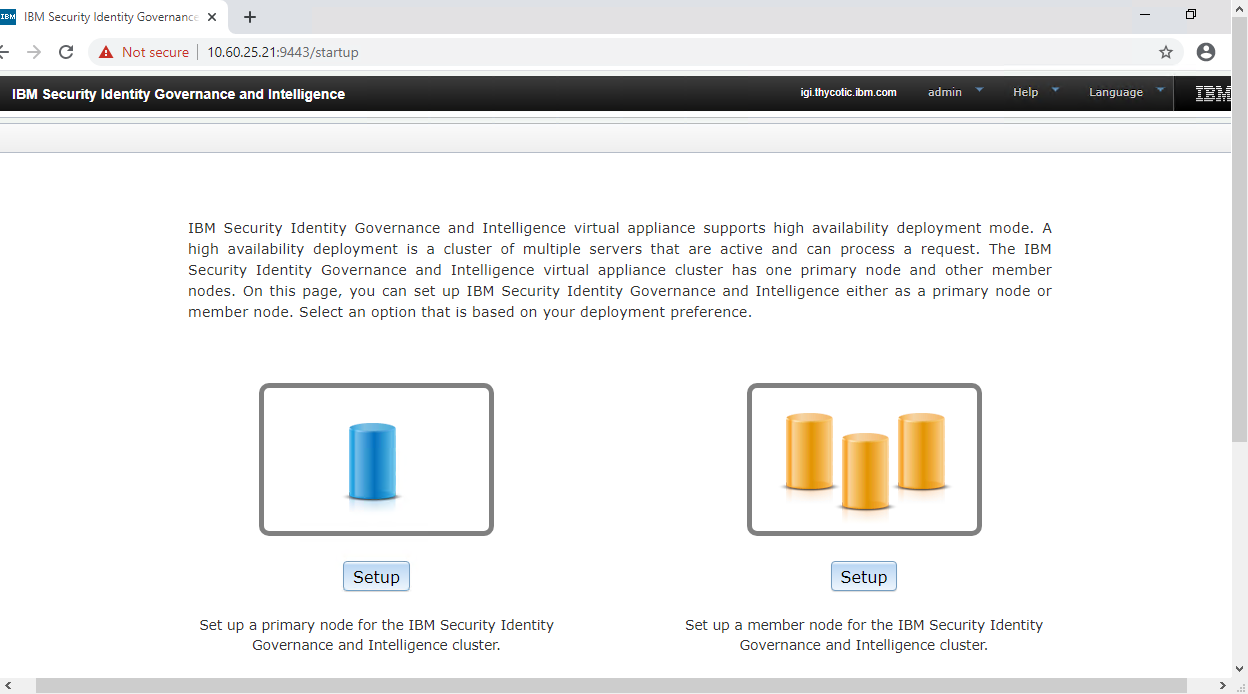 IBM IBM Security Identity Governance
Not secure 10.60.25.21:9443/startup
IBM Security Identity Governance and Intelligence igi.thycotic.ibm.com admin Help Language IBM
IBM Security Identity Governance and Intelligence virtual appliance supports high availability deployment mode. A
high availability deployment is a cluster of multiple servers that are active and can process a request. The IBM
Security Identity Governance and Intelligence virtual appliance cluster has one primary node and other member
nodes. On this page, you can set up IBM Security Identity Governance and Intelligence either as a primary node or
member node. Select an option that is based on your deployment preference.
Setup
Set up a primary node for the IBM Security Identity
Governance and Intelligence cluster.
Setup
Set up a member node for the IBM Security Identity
Governance and Intelligence cluster.